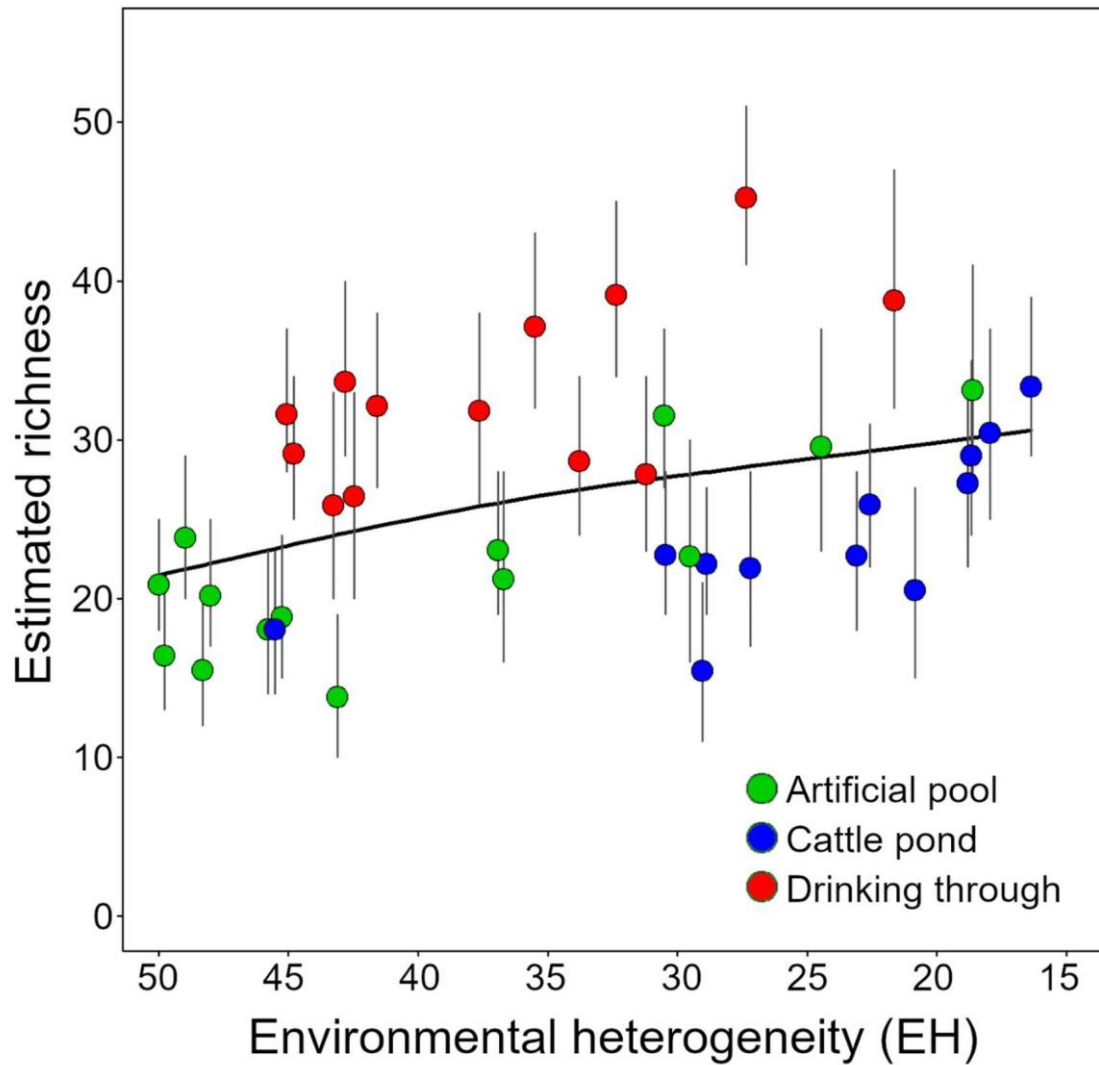 Estimated richness
50
40
30
20
10
0
Artificial pool
Cattle pond
Drinking through
50 45 40 35 30 25 20 15
Environmental heterogeneity (EH)